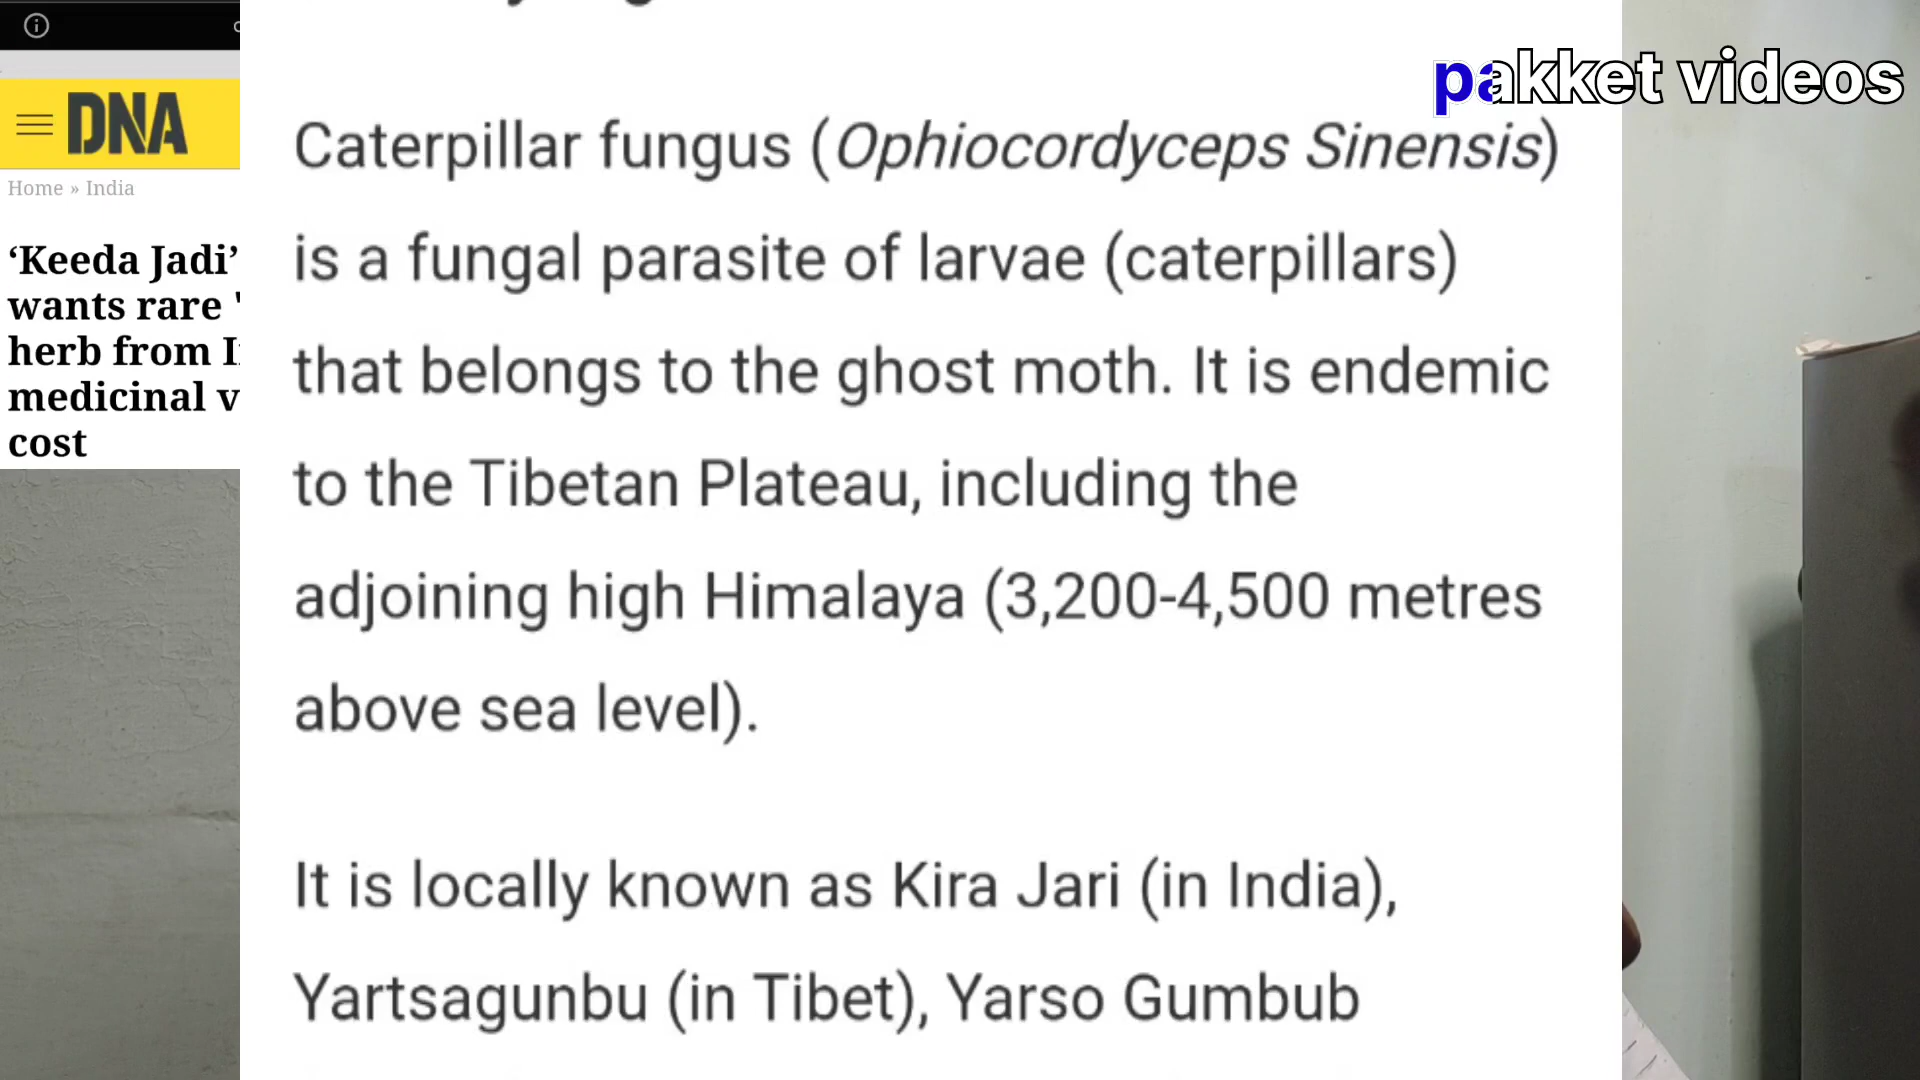 DNA
Home » India
‘Keeda Jadi’
wants rare '
herb from
medicinal v
cost
pakket videos
Caterpillar fungus (Ophiocordyceps Sinensis)
is a fungal parasite of larvae (caterpillars)
that belongs to the ghost moth. It is endemic
to the Tibetan Plateau, including the
adjoining high Himalaya (3,200-4,500 metres
above sea level).
It is locally known as Kira Jari (in India),
Yartsagunbu (in Tibet), Yarso Gumbub